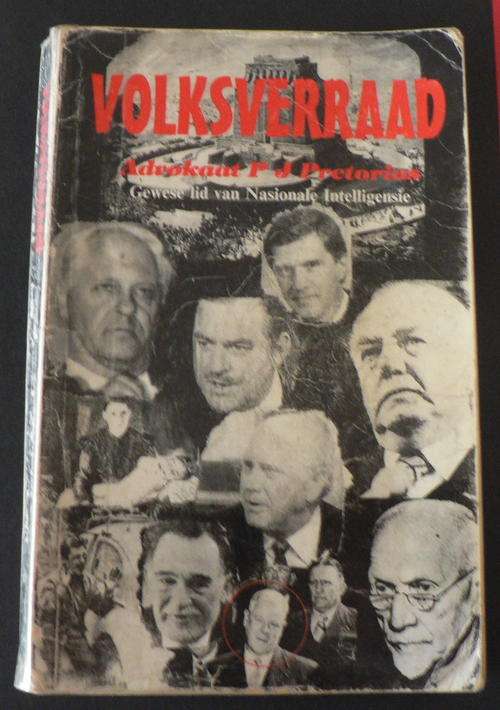 VOLKSVERRAAD
Advokaat P J Pretorius
Gewese lid van Nasionale Intelligensie